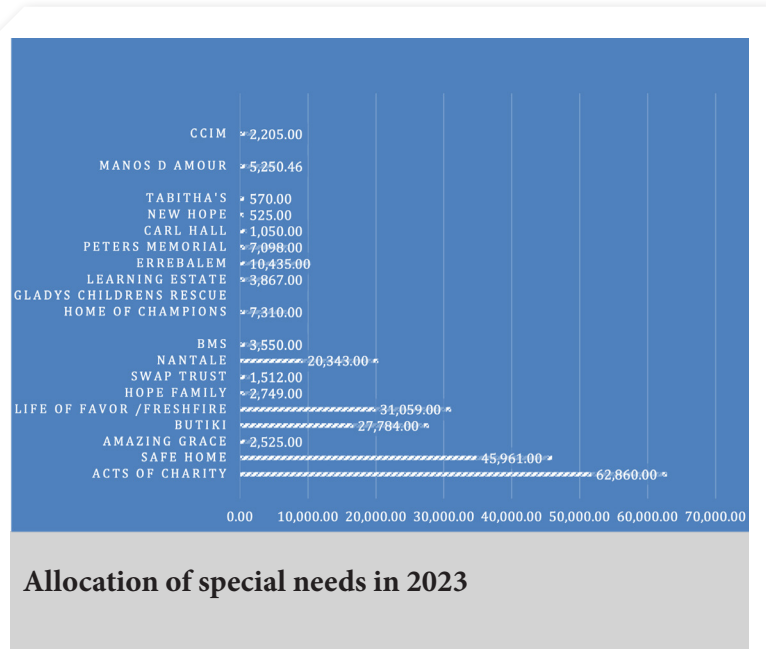 CCIM 2,205.00
MANOS D AMOUR 5,250.46
TABITHA'S 570.00
NEW HOPE 525.00
CARL HALL 1,050.00
PETERS MEMORIAL 7,098.00
ERREBALEM 10,435.00
LEARNING ESTATE 3,867.00
GLADYS CHILDRENS RESCUE
HOME OF CHAMPIONS 7,310.00
BMS 3,550.00
NANTALE 20,343.00
SWAP TRUST 1,512.00
HOPE FAMILY 2,749.00
LIFE OF FAVOR /FRESHFIRE 31,059.00
BUTIKI 27,784.00
AMAZING GRACE 2,525.00
SAFE HOME 45,961.00
ACTS OF CHARITY 62,860.00
0.00 10,000.00 20,000.00 30,000.00 40,000.00 50,000.00 60,000.00 70,000.00
Allocation of special needs in 2023